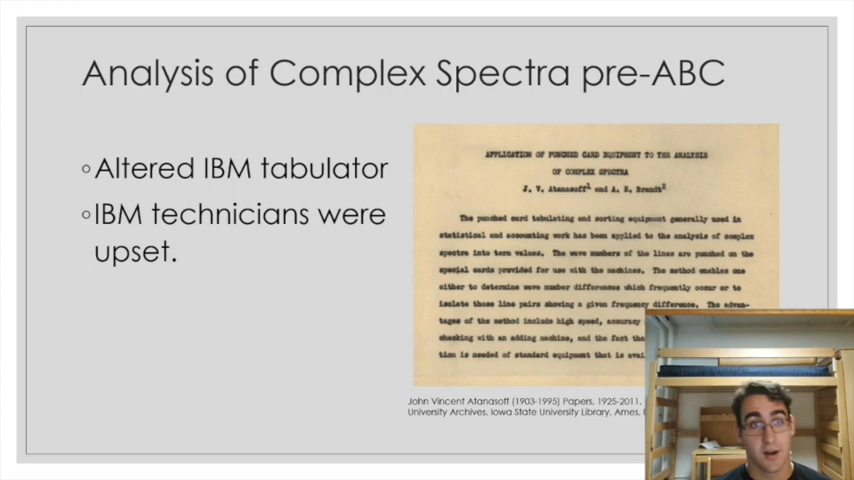 Analysis of Complex Spectra pre-ABC
Altered IBM tabulator
IBM technicians were
upset.
APPLICATION OF PUNCHED CARD EQUIPMENT TO THE ANALYSIS
OF COMPLEX SPECTRA
J. V. Atanasoff1 and A. E. Brandt2
The punched card tabulating and sorting equipment generally used in
statistical and accounting work has been applied to the analysis of complex
spectra into term values. The wave numbers of the lines are punched on the
special cards provided for use with the machines. The method enables one
either to determine wave number differences which frequently occur or to
isolate those line pairs showing a given frequency difference. The advan-
tages of the method include high speed, accuracy
checking with an adding machine, and the fact
tion is needed of standard equipment that is
John Vincent Atanasoff (1903-1995) Papers, 1925-2011.
University Archives, Iowa State University Library, Ames,